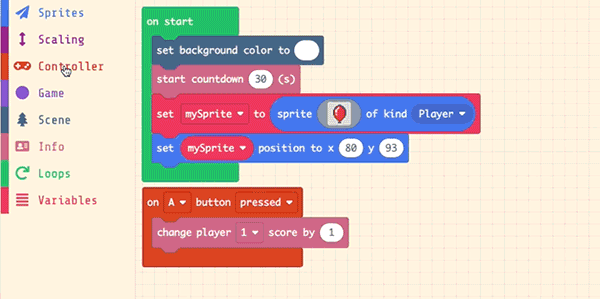 Sprites
Scaling
Controller
Game
Scene
Info
Loops
Variables
on start
set background color to
start countdown 30 (s)
set mySprite to sprite of kind Player
set mySprite position to x 80 y 93
on A button pressed
change player 1 score by 1